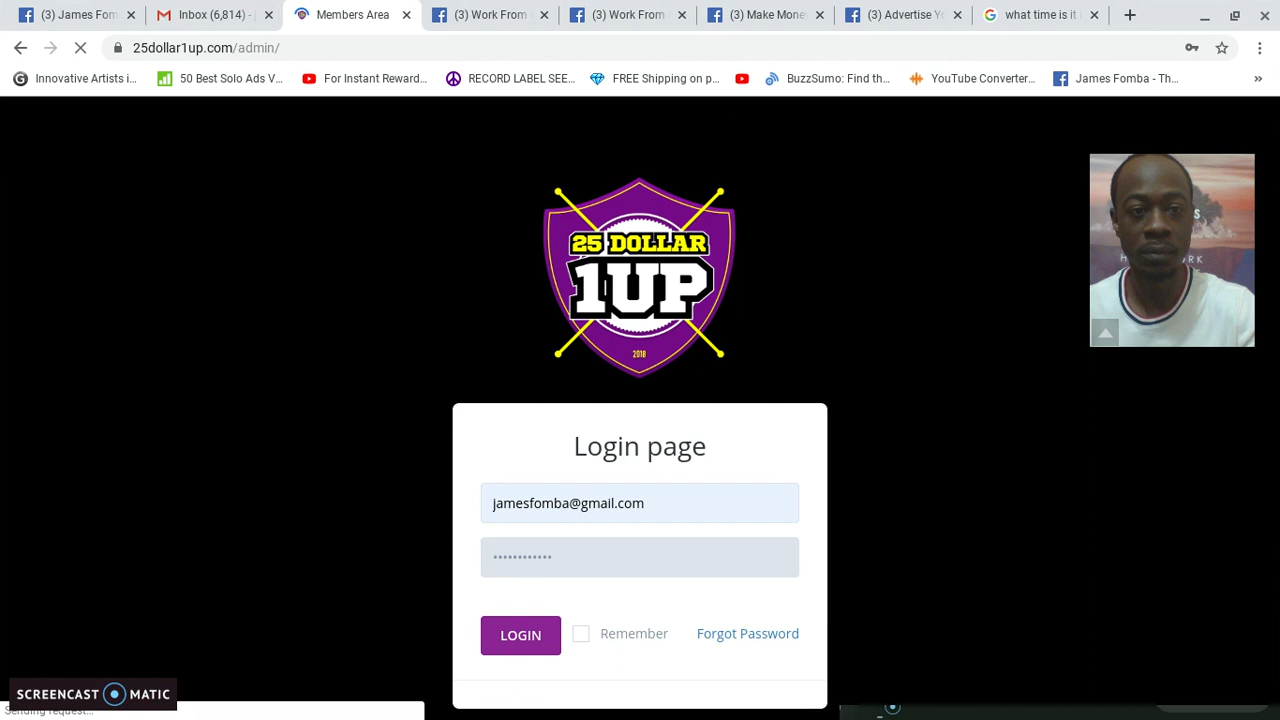 (3) James Fom
Inbox (6,814) - j
Members Area
(3) Work From
(3) Work From
(3) Make Money
(3) Advertise Yo
what time is it i
25dollar1up.com/admin/
Innovative Artists i...
50 Best Solo Ads V...
For Instant Reward...
RECORD LABEL SEE...
FREE Shipping on p...
BuzzSumo: Find th...
YouTube Converter...
James Fomba - Th...
25 DOLLAR
1UP
2018
Login page
jamesfomba@gmail.com
••••••••••••
LOGIN
Remember
Forgot Password
SCREENCAST MATIC
Sending request...